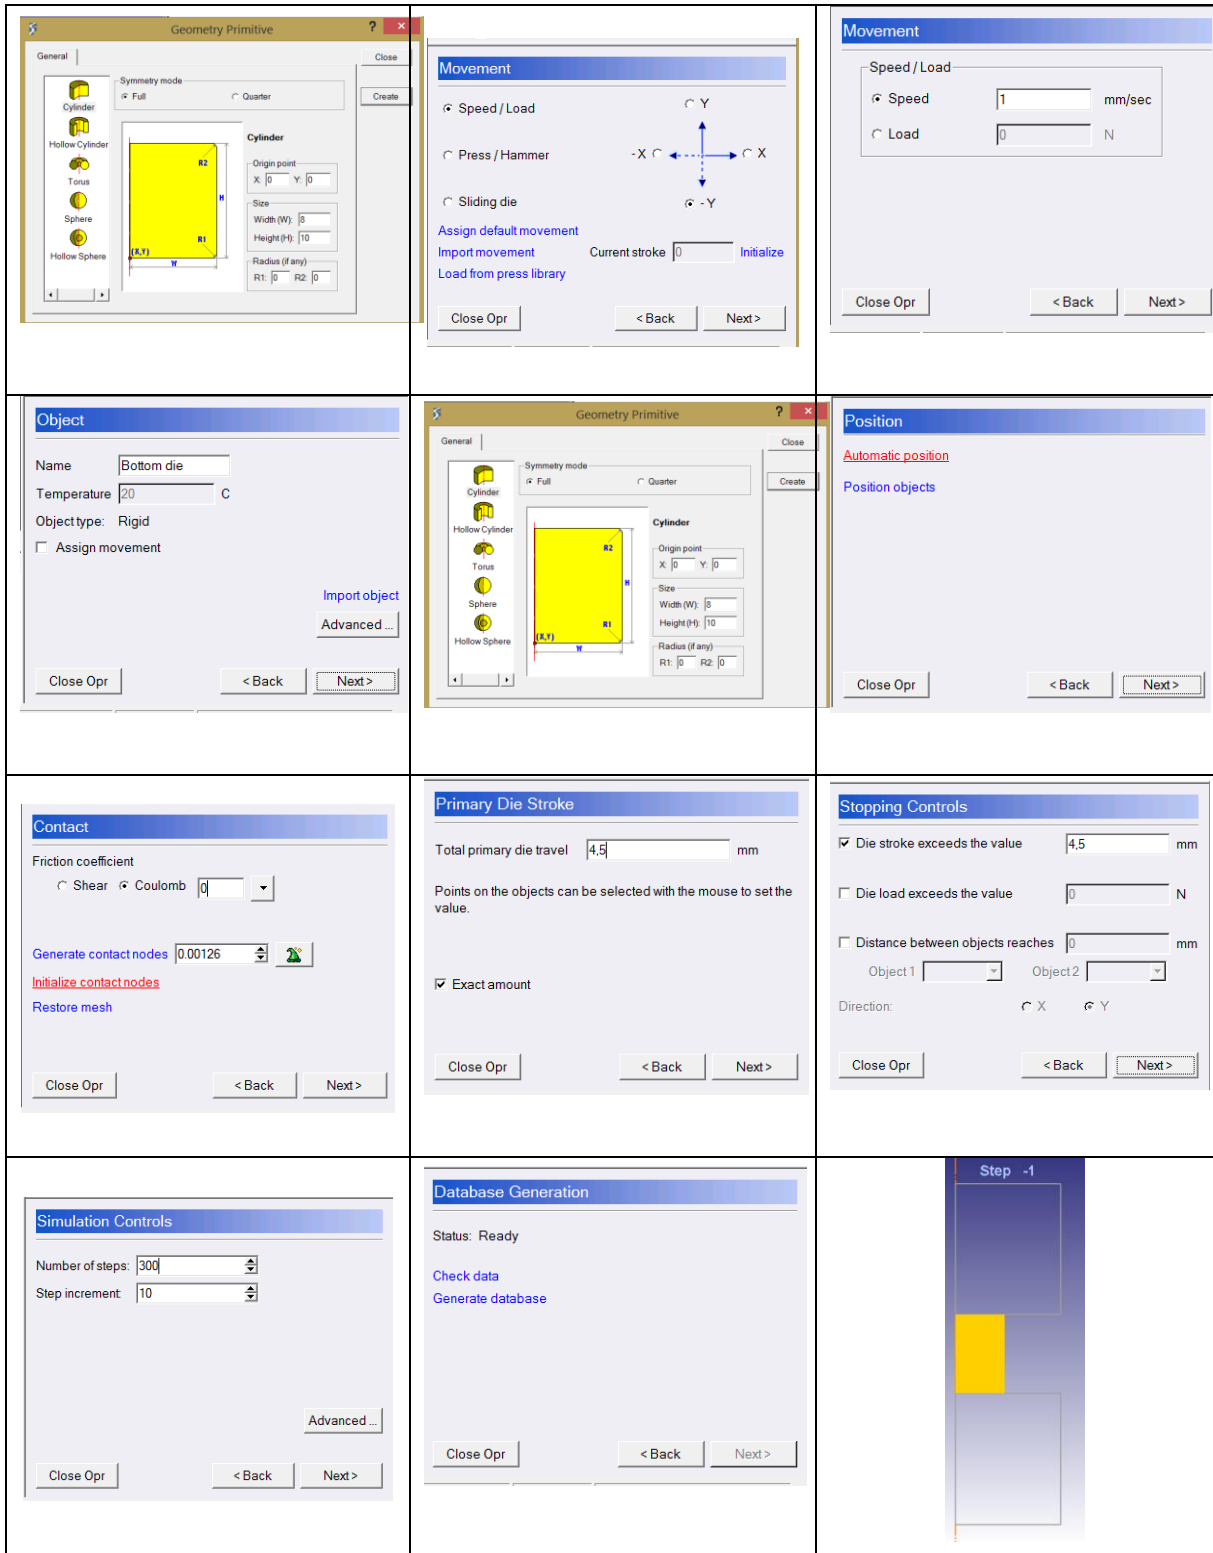 Geometry Primitive
? ×
General
Close
Create
Symmetry mode
Full
Quarter
Cylinder
Hollow Cylinder
Torus
Sphere
Hollow Sphere
R2
H
R1
(X,Y)
W
Cylinder
Origin point
X: 0 Y: 0
Size
Width (W): 8
Height (H): 10
Radius (if any)
R1: 0 R2: 0
Movement
Speed / Load
Press / Hammer
Sliding die
Y
- X
X
- Y
Assign default movement
Import movement
Current stroke 0 Initialize
Load from press library
Close Opr
< Back
Next >
Movement
Speed / Load
Speed 1 mm/sec
Load 0 N
Close Opr
< Back
Next >
Object
Name Bottom die
Temperature 20 C
Object type: Rigid
Assign movement
Import object
Advanced ...
Close Opr
< Back
Next >
Geometry Primitive
? ×
General
Close
Create
Symmetry mode
Full
Quarter
Cylinder
Hollow Cylinder
Torus
Sphere
Hollow Sphere
R2
H
R1
(X,Y)
W
Cylinder
Origin point
X: 0 Y: 0
Size
Width (W): 8
Height (H): 10
Radius (if any)
R1: 0 R2: 0
Position
Automatic position
Position objects
Close Opr
< Back
Next >
Contact
Friction coefficient
Shear Coulomb 0
Generate contact nodes 0.00126
Initialize contact nodes
Restore mesh
Close Opr
< Back
Next >
Primary Die Stroke
Total primary die travel 4,5 mm
Points on the objects can be selected with the mouse to set the
value.
Exact amount
Close Opr
< Back
Next >
Stopping Controls
Die stroke exceeds the value 4,5 mm
Die load exceeds the value 0 N
Distance between objects reaches 0 mm
Object 1 Object 2
Direction: X Y
Close Opr
< Back
Next >
Simulation Controls
Number of steps: 300
Step increment: 10
Advanced ...
Close Opr
< Back
Next >
Database Generation
Status: Ready
Check data
Generate database
Close Opr
< Back
Next >
Step -1